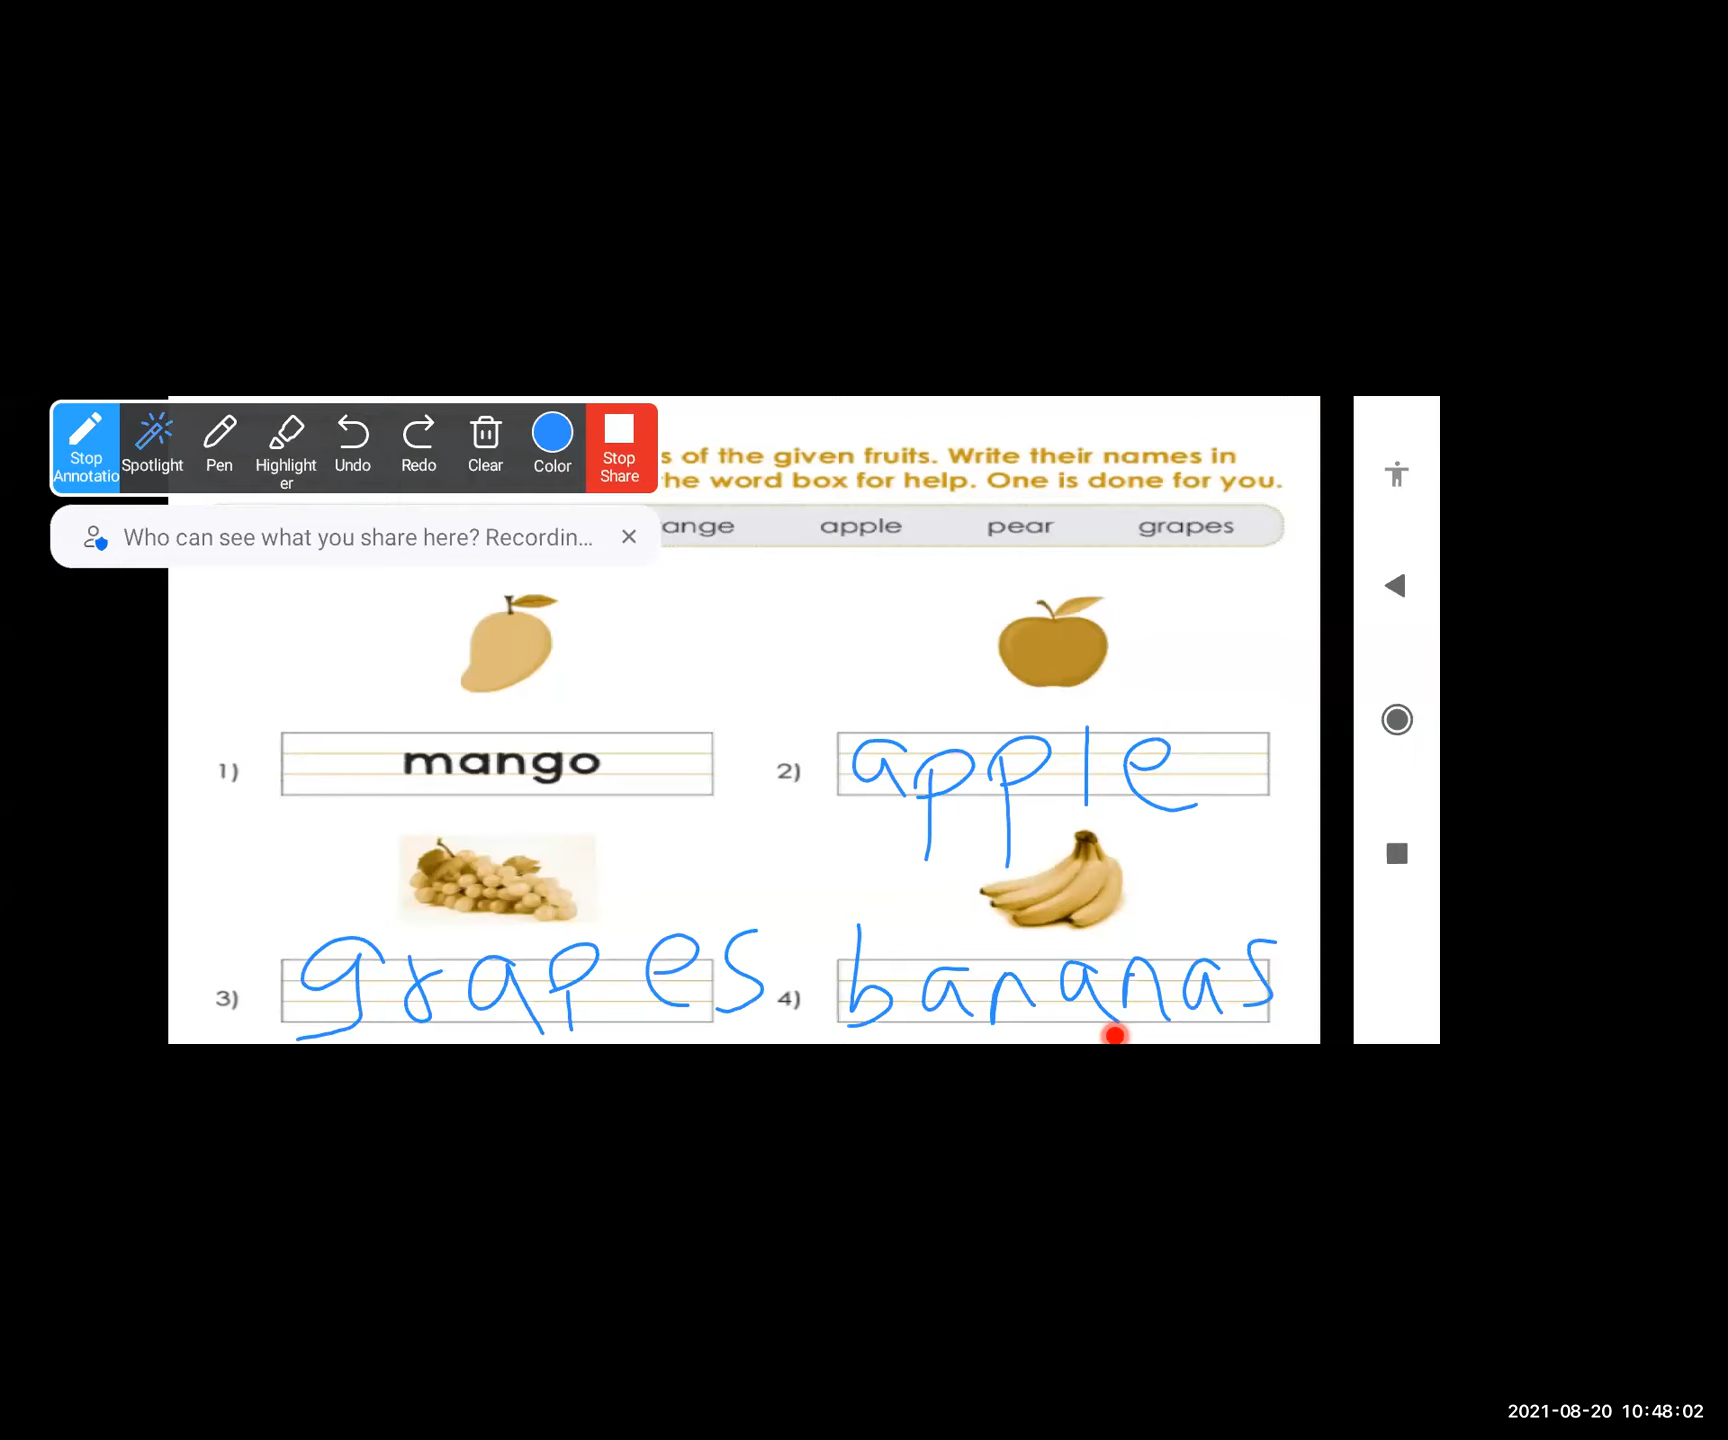 Stop Annotatio
Spotlight
Pen
Highlighter
Undo
Redo
Clear
Color
Stop Share
s of the given fruits. Write their names in
he word box for help. One is done for you.
Who can see what you share here? Recordin...
ange apple pear grapes
1) mango
2) apple
3) grapes
4) bananas
2021-08-20 10:48:02